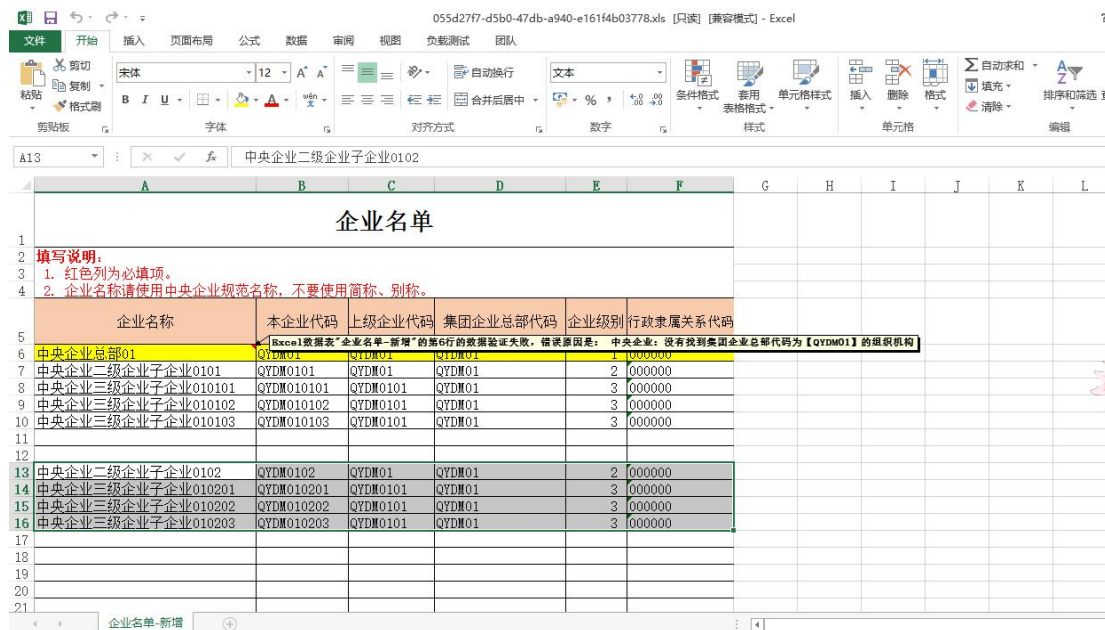 055d27f7-d5b0-47db-a940-e161f4b03778.xls [只读] [兼容模式] - Excel
文件 开始 插入 页面布局 公式 数据 审阅 视图 负载测试 团队
剪切
复制
格式刷
粘贴
宋体 12
B I U wén
自动换行
合并后居中
文本
% ,
条件格式 套用表格格式 单元格样式
插入 删除 格式
自动求和
填充
清除
排序和筛选
剪贴板 字体 对齐方式 数字 样式 单元格 编辑
A13 fx 中央企业二级企业子企业0102
A B C D E F G H I J K L
1 企业名单
2 填写说明:
3 1. 红色列为必填项。
4 2. 企业名称请使用中央企业规范名称，不要使用简称、别称。
5 企业名称 本企业代码 上级企业代码 集团企业总部代码 企业级别 行政隶属关系代码
Excel数据表"企业名单-新增"的第6行的数据验证失败，错误原因是： 中央企业：没有找到集团企业总部代码为【QYDM01】的组织机构
6 中央企业总部01 QYDM01 QYDM01 QYDM01 1 000000
7 中央企业二级企业子企业0101 QYDM0101 QYDM01 QYDM01 2 000000
8 中央企业三级企业子企业010101 QYDM010101 QYDM0101 QYDM01 3 000000
9 中央企业三级企业子企业010102 QYDM010102 QYDM0101 QYDM01 3 000000
10 中央企业三级企业子企业010103 QYDM010103 QYDM0101 QYDM01 3 000000
11
12
13 中央企业二级企业子企业0102 QYDM0102 QYDM01 QYDM01 2 000000
14 中央企业三级企业子企业010201 QYDM010201 QYDM0101 QYDM01 3 000000
15 中央企业三级企业子企业010202 QYDM010202 QYDM0101 QYDM01 3 000000
16 中央企业三级企业子企业010203 QYDM010203 QYDM0101 QYDM01 3 000000
17
18
19
20
21
企业名单-新增